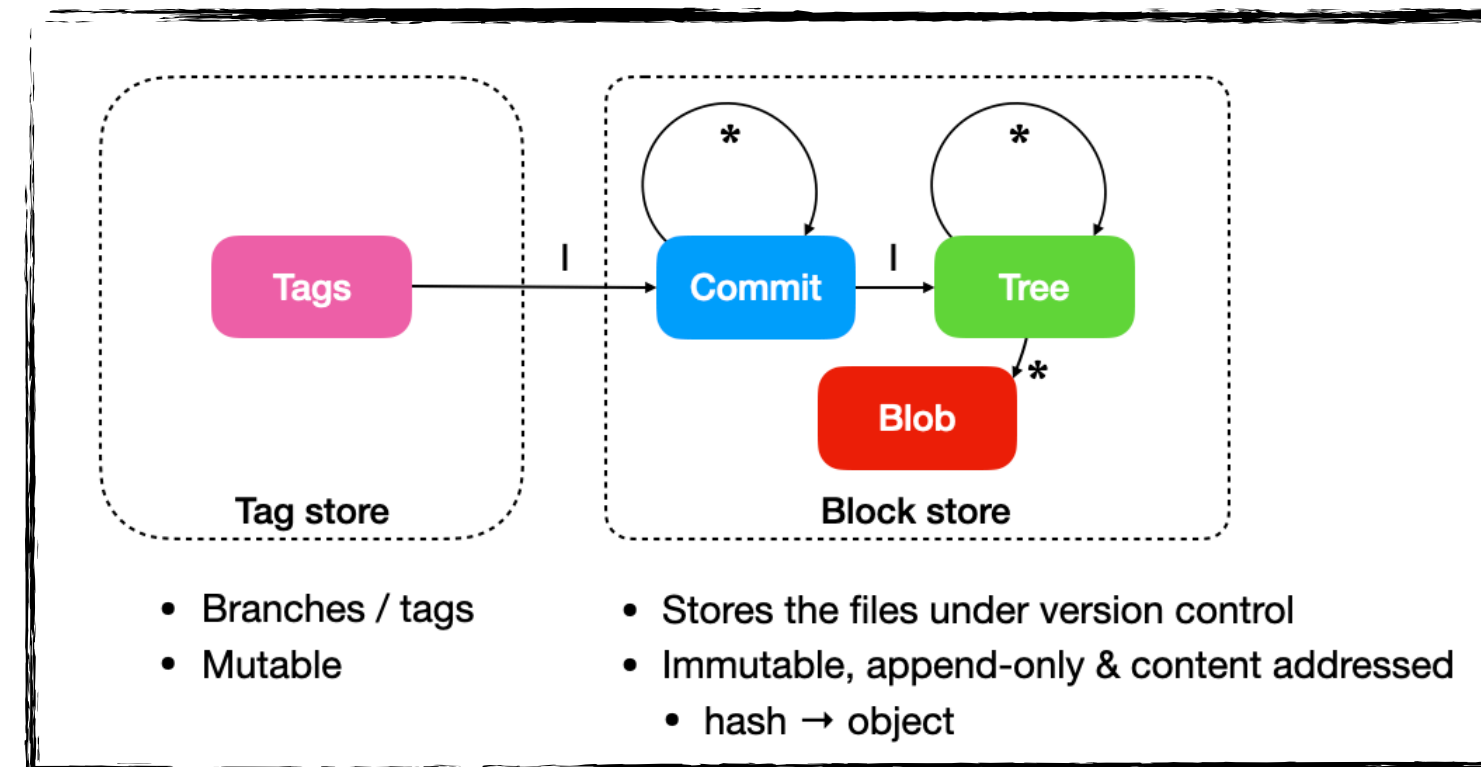 *
*
Tags
I
Commit
I
Tree
*
Blob
Tag store
Block store
• Branches / tags
• Mutable
• Stores the files under version control
• Immutable, append-only & content addressed
• hash → object